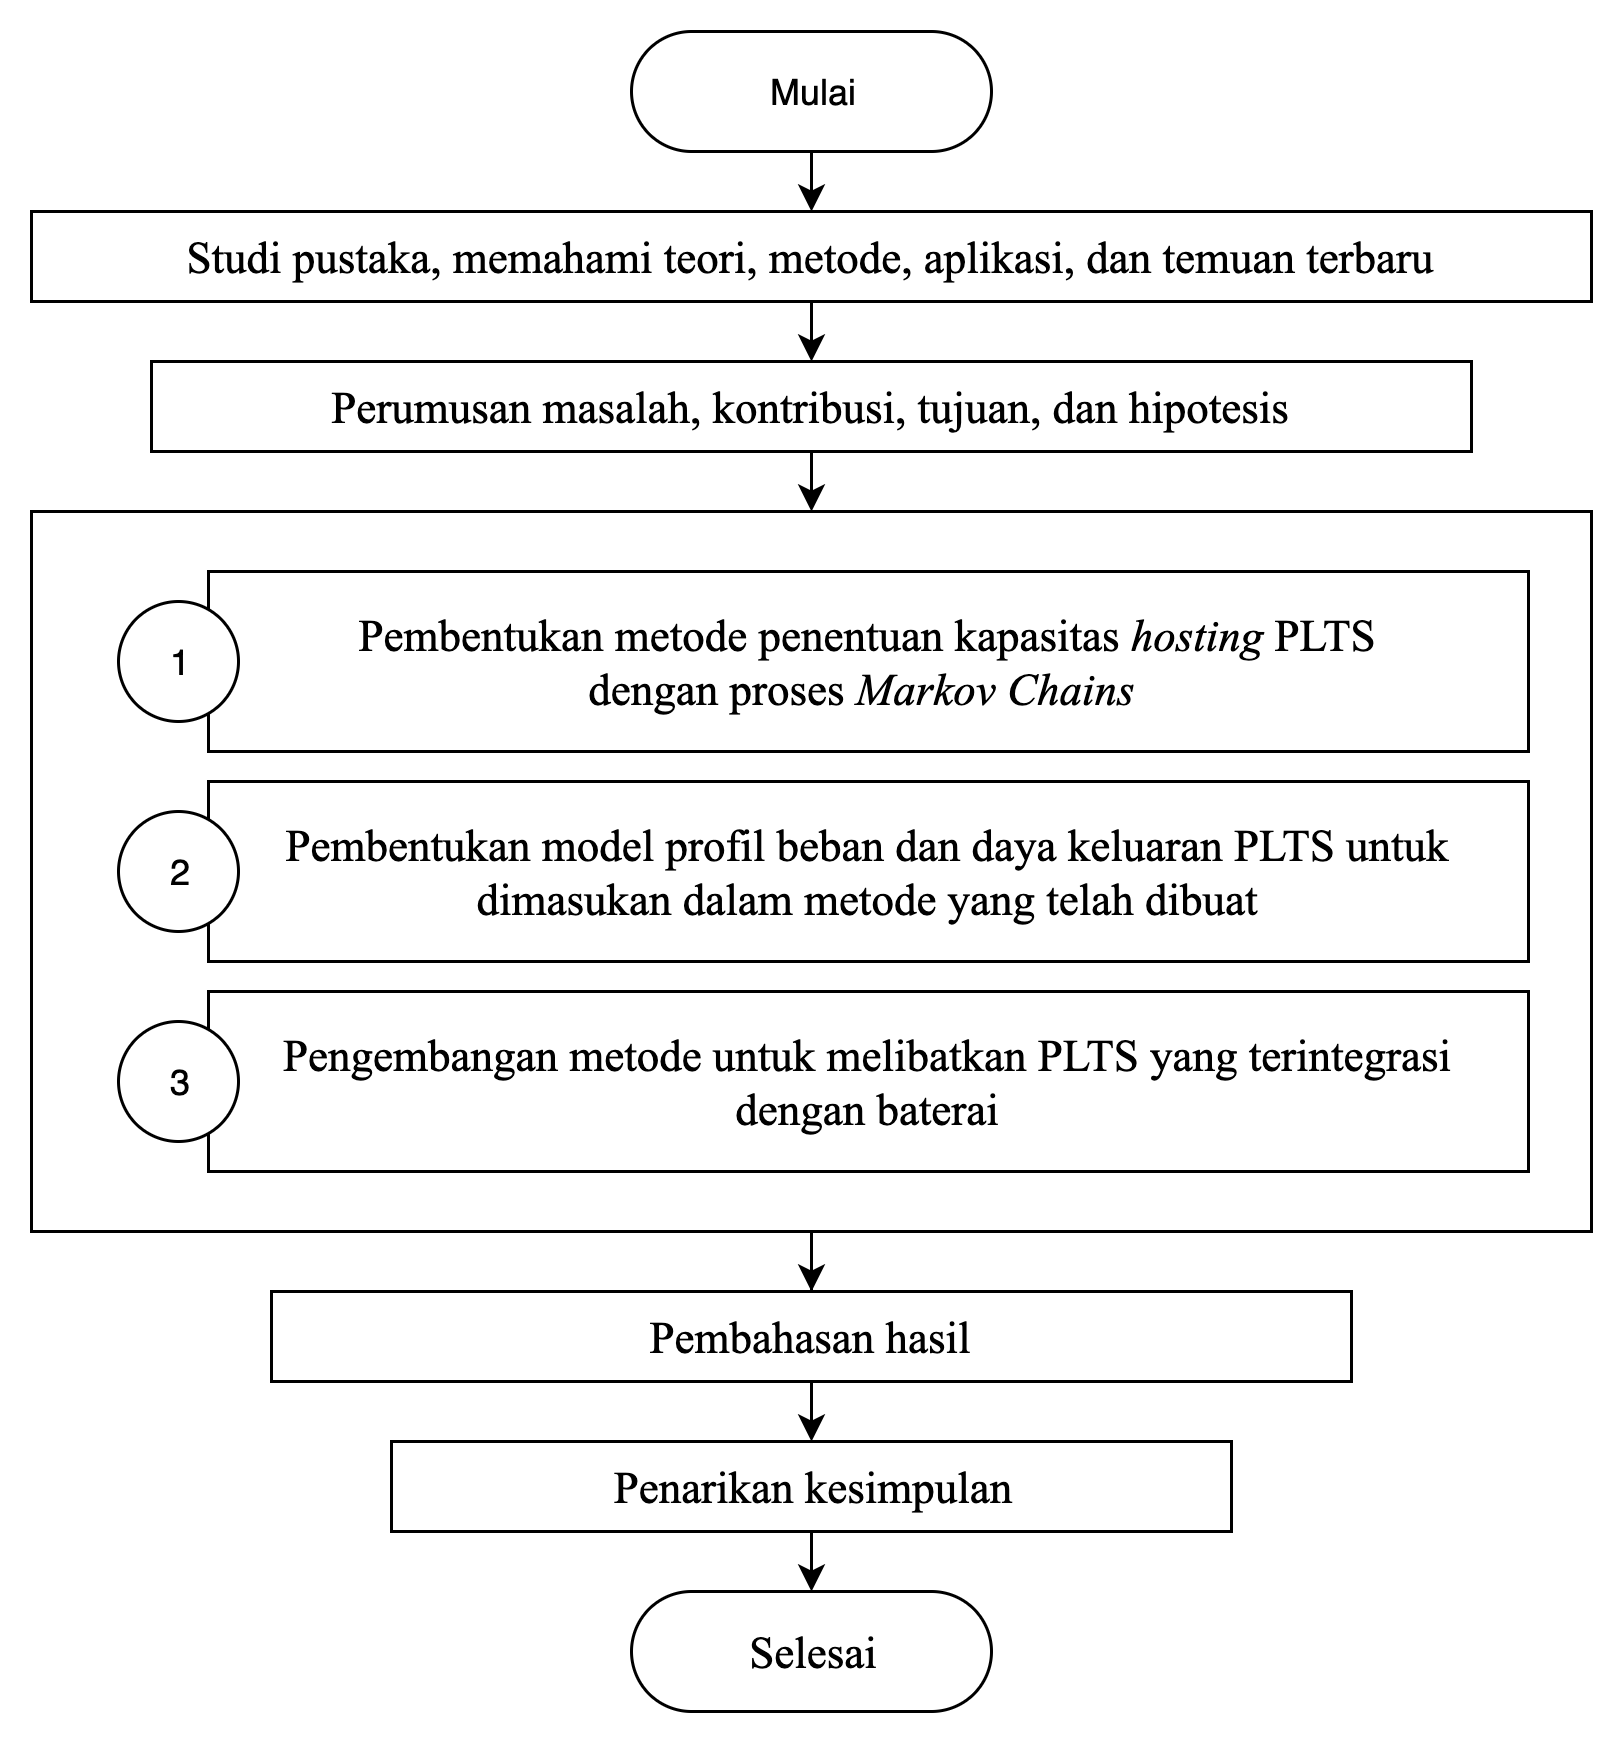 Mulai
Studi pustaka, memahami teori, metode, aplikasi, dan temuan terbaru
Perumusan masalah, kontribusi, tujuan, dan hipotesis
1
Pembentukan metode penentuan kapasitas hosting PLTS
dengan proses Markov Chains
2
Pembentukan model profil beban dan daya keluaran PLTS untuk
dimasukan dalam metode yang telah dibuat
3
Pengembangan metode untuk melibatkan PLTS yang terintegrasi
dengan baterai
Pembahasan hasil
Penarikan kesimpulan
Selesai